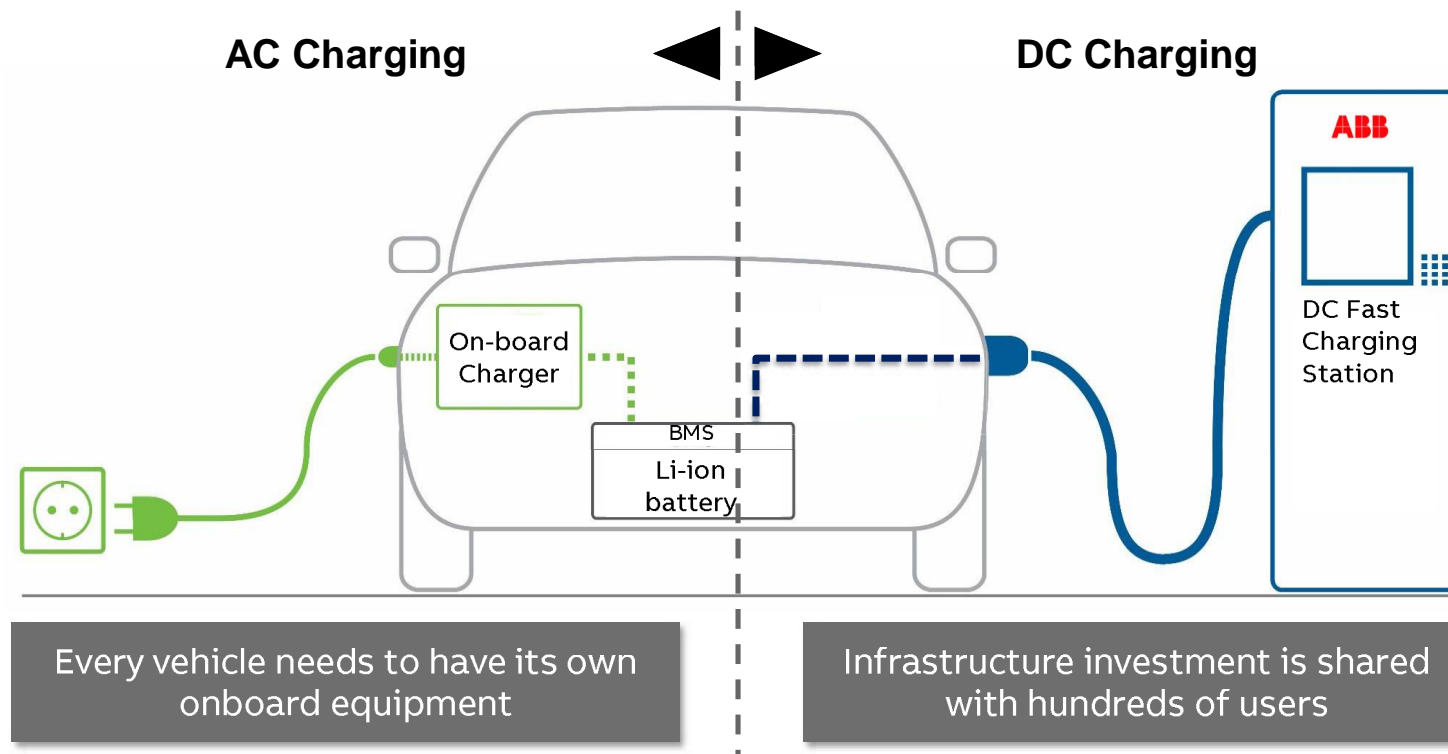 AC Charging
DC Charging
ABB
DC Fast
Charging
Station
On-board
Charger
BMS
Li-ion
battery
Every vehicle needs to have its own
onboard equipment
Infrastructure investment is shared
with hundreds of users